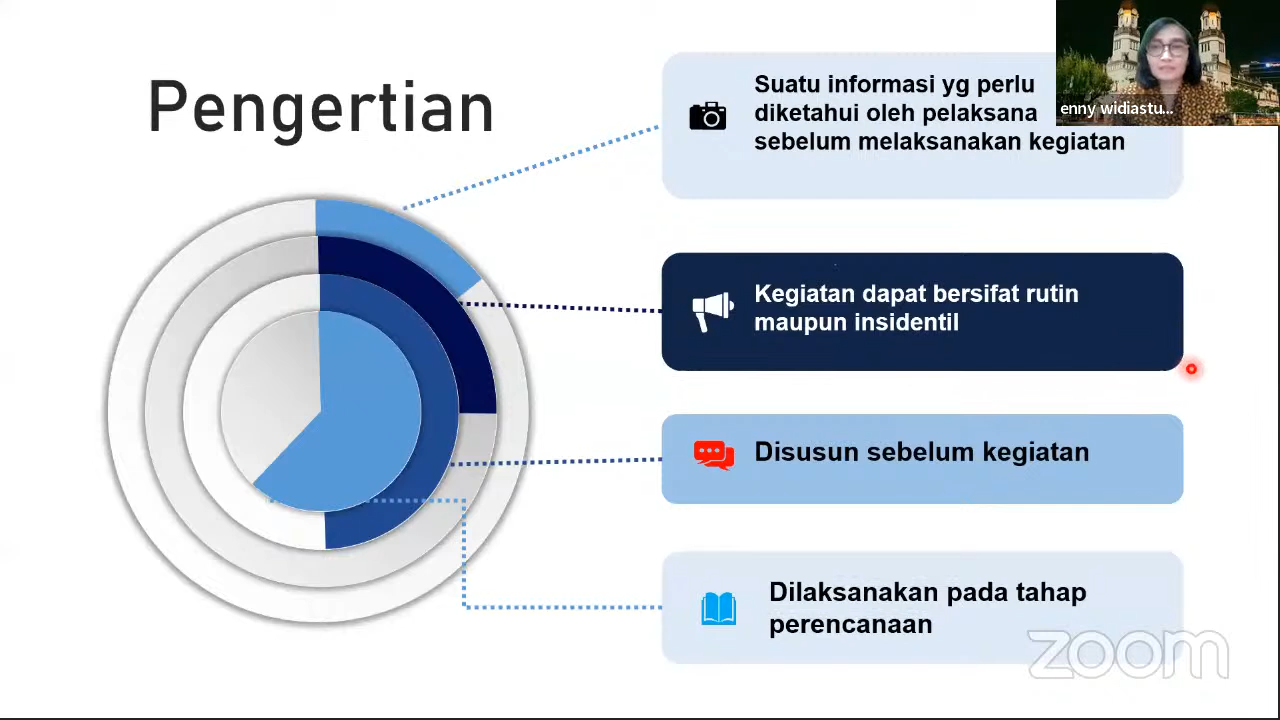 Pengertian
Suatu informasi yg perlu
diketahui oleh pelaksana
sebelum melaksanakan kegiatan
enny widiastu...
Kegiatan dapat bersifat rutin
maupun insidentil
Disusun sebelum kegiatan
Dilaksanakan pada tahap
perencanaan
zoom